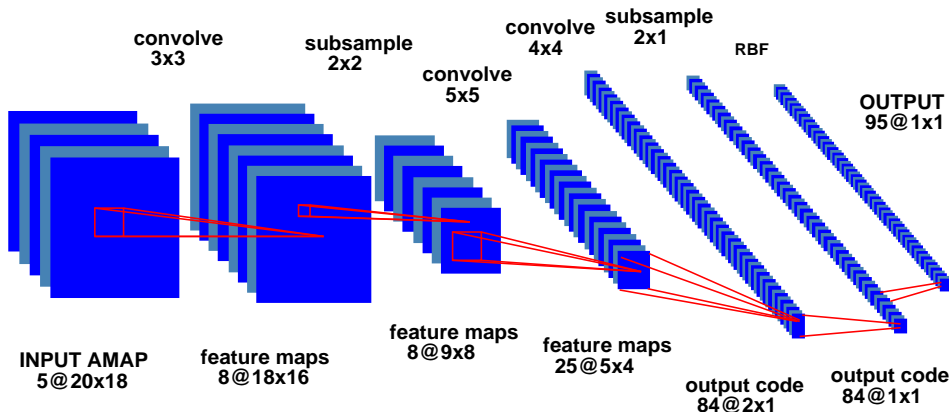 convolve
3x3
subsample
2x2
convolve
5x5
convolve
4x4
subsample
2x1
RBF
OUTPUT
95@1x1
INPUT AMAP
5@20x18
feature maps
8@18x16
feature maps
8@9x8
feature maps
25@5x4
output code
84@2x1
output code
84@1x1